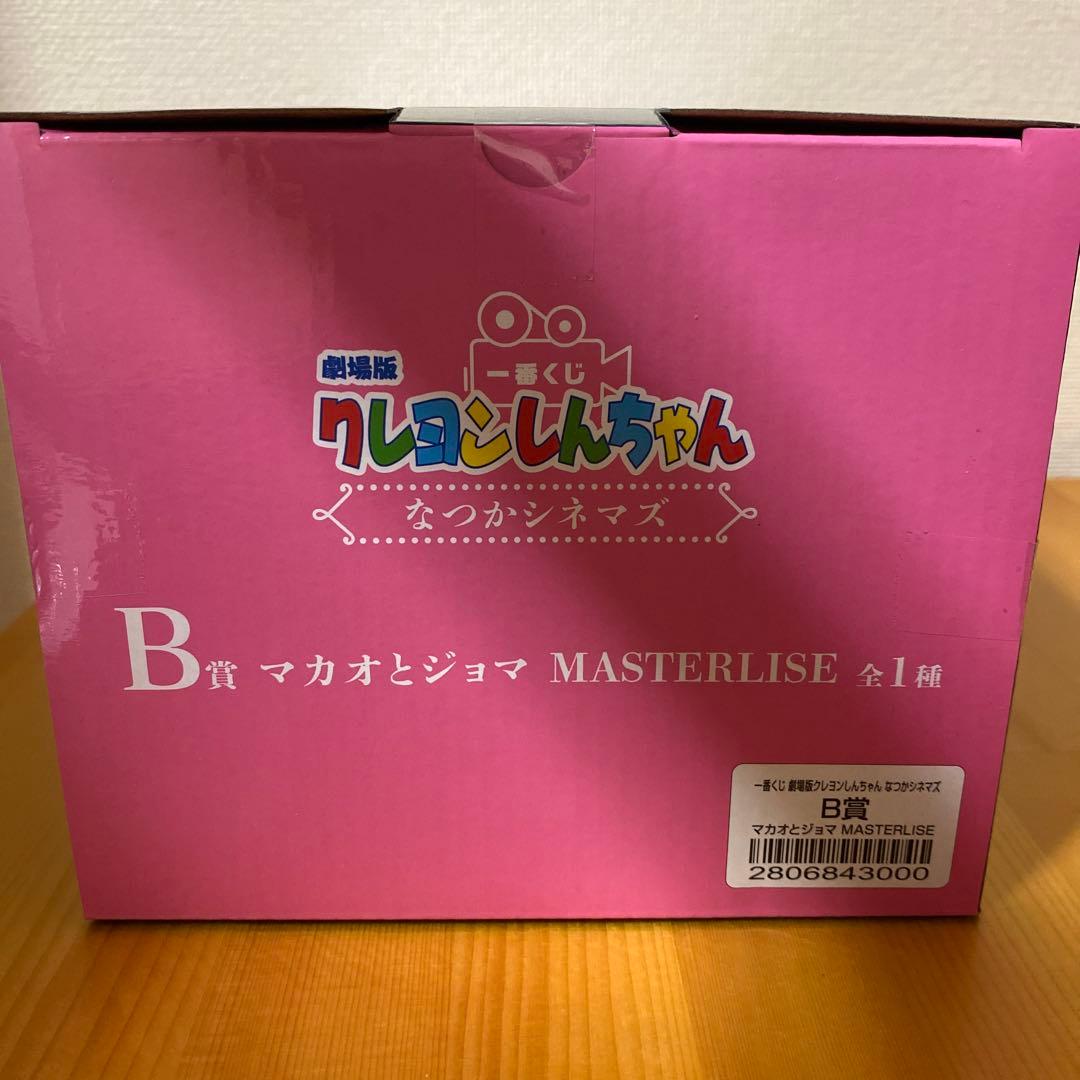 一番くじ
劇場版
クレヨンしんちゃん
なつかシネマズ
B賞 マカオとジョマ MASTERLISE 全1種
一番くじ 劇場版クレヨンしんちゃん なつかシネマズ
B賞
マカオとジョマ MASTERLISE
2806843000